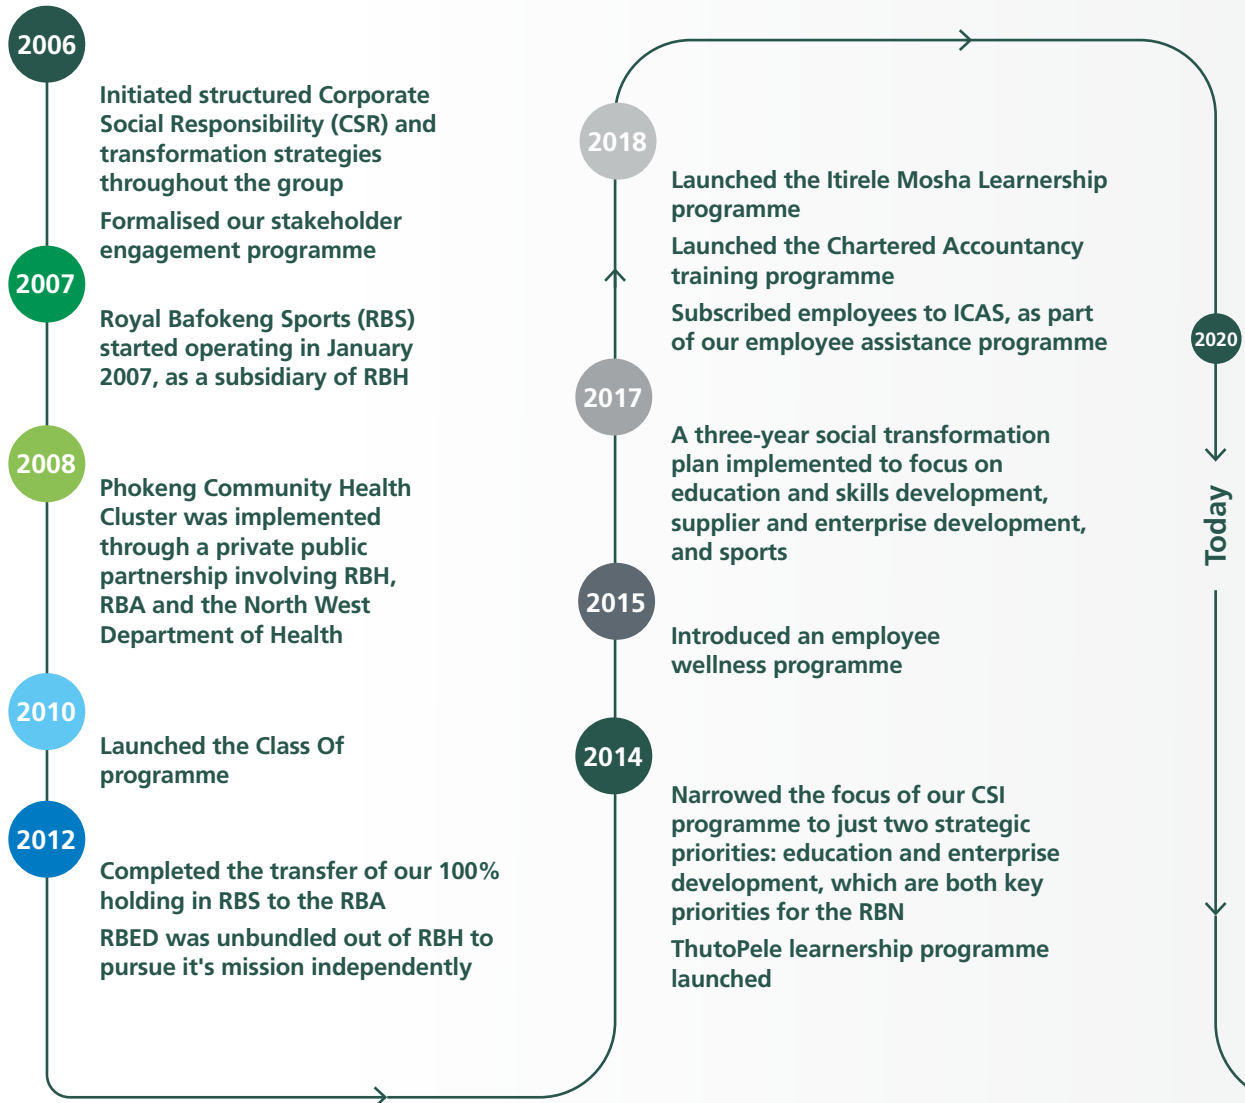 2006
Initiated structured Corporate
Social Responsibility (CSR) and
transformation strategies
throughout the group
Formalised our stakeholder
engagement programme
2007
Royal Bafokeng Sports (RBS)
started operating in January
2007, as a subsidiary of RBH
2008
Phokeng Community Health
Cluster was implemented
through a private public
partnership involving RBH,
RBA and the North West
Department of Health
2010
Launched the Class Of
programme
2012
Completed the transfer of our 100%
holding in RBS to the RBA
RBED was unbundled out of RBH to
pursue it's mission independently
2014
Narrowed the focus of our CSI
programme to just two strategic
priorities: education and enterprise
development, which are both key
priorities for the RBN
ThutoPele learnership programme
launched
2015
Introduced an employee
wellness programme
2017
A three-year social transformation
plan implemented to focus on
education and skills development,
supplier and enterprise development,
and sports
2018
Launched the Itirele Mosha Learnership
programme
Launched the Chartered Accountancy
training programme
Subscribed employees to ICAS, as part
of our employee assistance programme
2020
Today